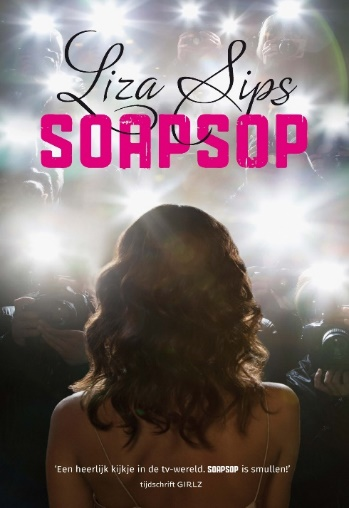 Liza Sips
SOAPSOP
'Een heerlijk kijkje in de tv-wereld. SOAPSOP is smullen!'
tijdschrift GIRLZ